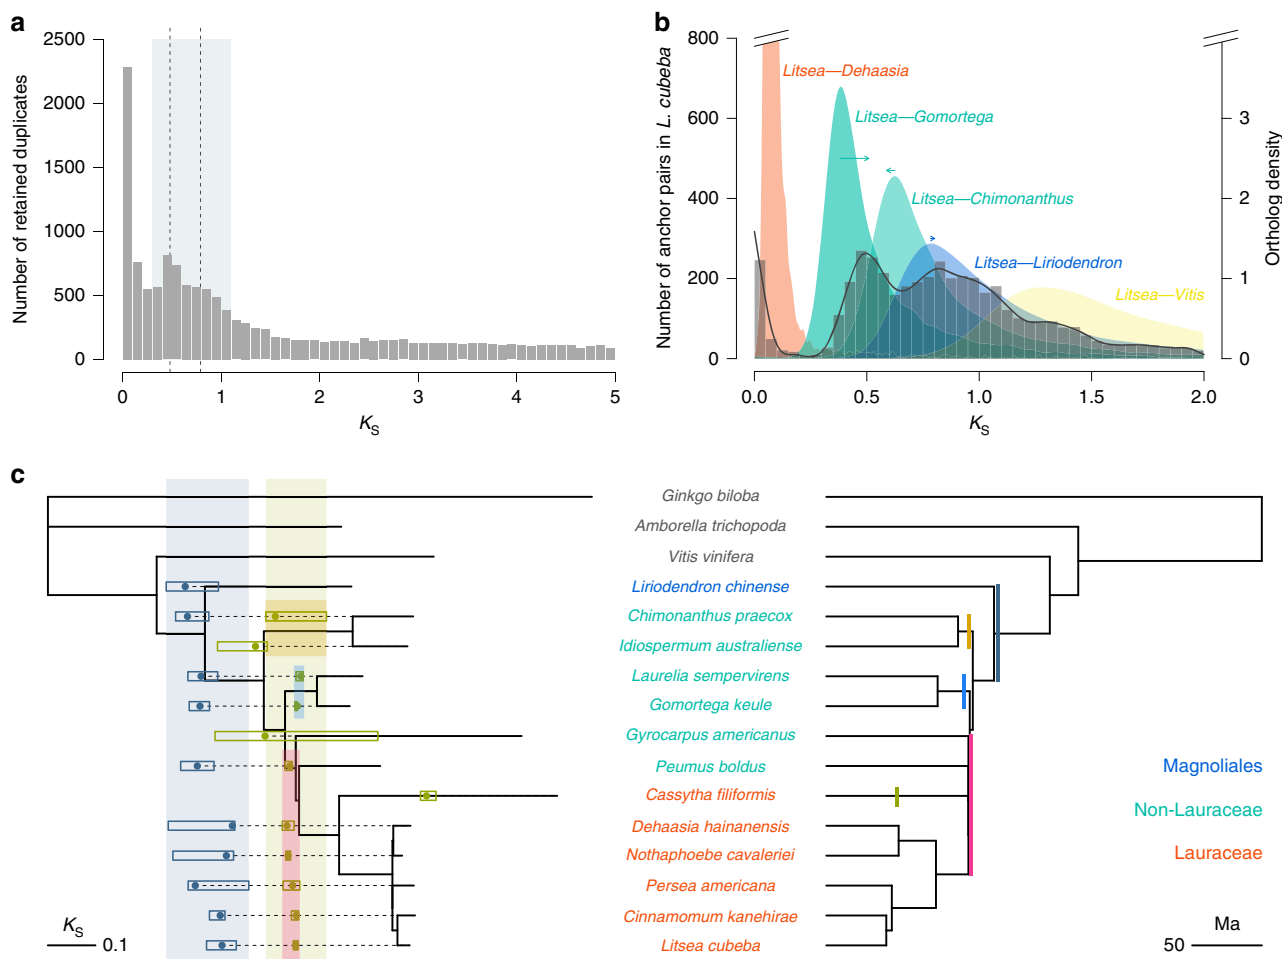 a
Number of retained duplicates
2500
2000
1500
1000
500
0
0 1 2 3 4 5
KS
b
Number of anchor pairs in L. cubeba
800
600
400
200
0
Litsea—Dehaasia
Litsea—Gomortega
Litsea—Chimonanthus
Litsea—Liriodendron
Litsea—Vitis
3
2
1
0
Ortholog density
0.0 0.5 1.0 1.5 2.0
KS
c
Ginkgo biloba
Amborella trichopoda
Vitis vinifera
Liriodendron chinense
Chimonanthus praecox
Idiospermum australiense
Laurelia sempervirens
Gomortega keule
Gyrocarpus americanus
Peumus boldus
Cassytha filiformis
Dehaasia hainanensis
Nothaphoebe cavaleriei
Persea americana
Cinnamomum kanehirae
Litsea cubeba
Magnoliales
Non-Lauraceae
Lauraceae
KS
0.1
Ma
50